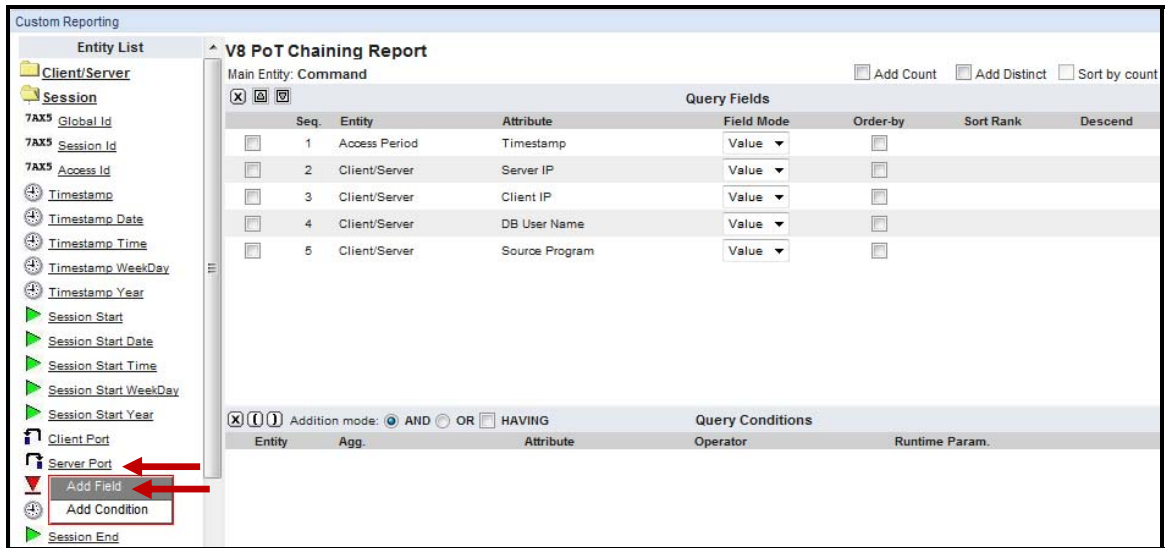 Custom Reporting
Entity List
Client/Server
Session
7AX5 Global Id
7AX5 Session Id
7AX5 Access Id
Timestamp
Timestamp Date
Timestamp Time
Timestamp WeekDay
Timestamp Year
Session Start
Session Start Date
Session Start Time
Session Start WeekDay
Session Start Year
Client Port
Server Port
Add Field
Add Condition
Session End
V8 PoT Chaining Report
Main Entity: Command
Add Count Add Distinct Sort by count
Query Fields
Seq. Entity Attribute Field Mode Order-by Sort Rank Descend
1 Access Period Timestamp Value
2 Client/Server Server IP Value
3 Client/Server Client IP Value
4 Client/Server DB User Name Value
5 Client/Server Source Program Value
Addition mode: AND OR HAVING Query Conditions
Entity Agg. Attribute Operator Runtime Param.